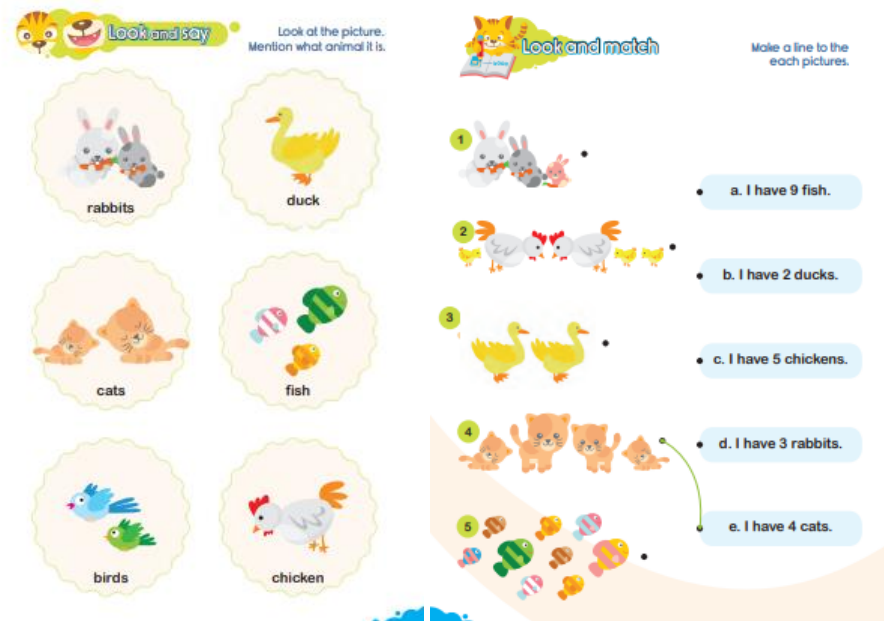 Look and say
Look at the picture.
Mention what animal it is.
rabbits
duck
cats
fish
birds
chicken
Look and match
Make a line to the
each pictures.
1
a. I have 9 fish.
2
b. I have 2 ducks.
3
c. I have 5 chickens.
4
d. I have 3 rabbits.
5
e. I have 4 cats.